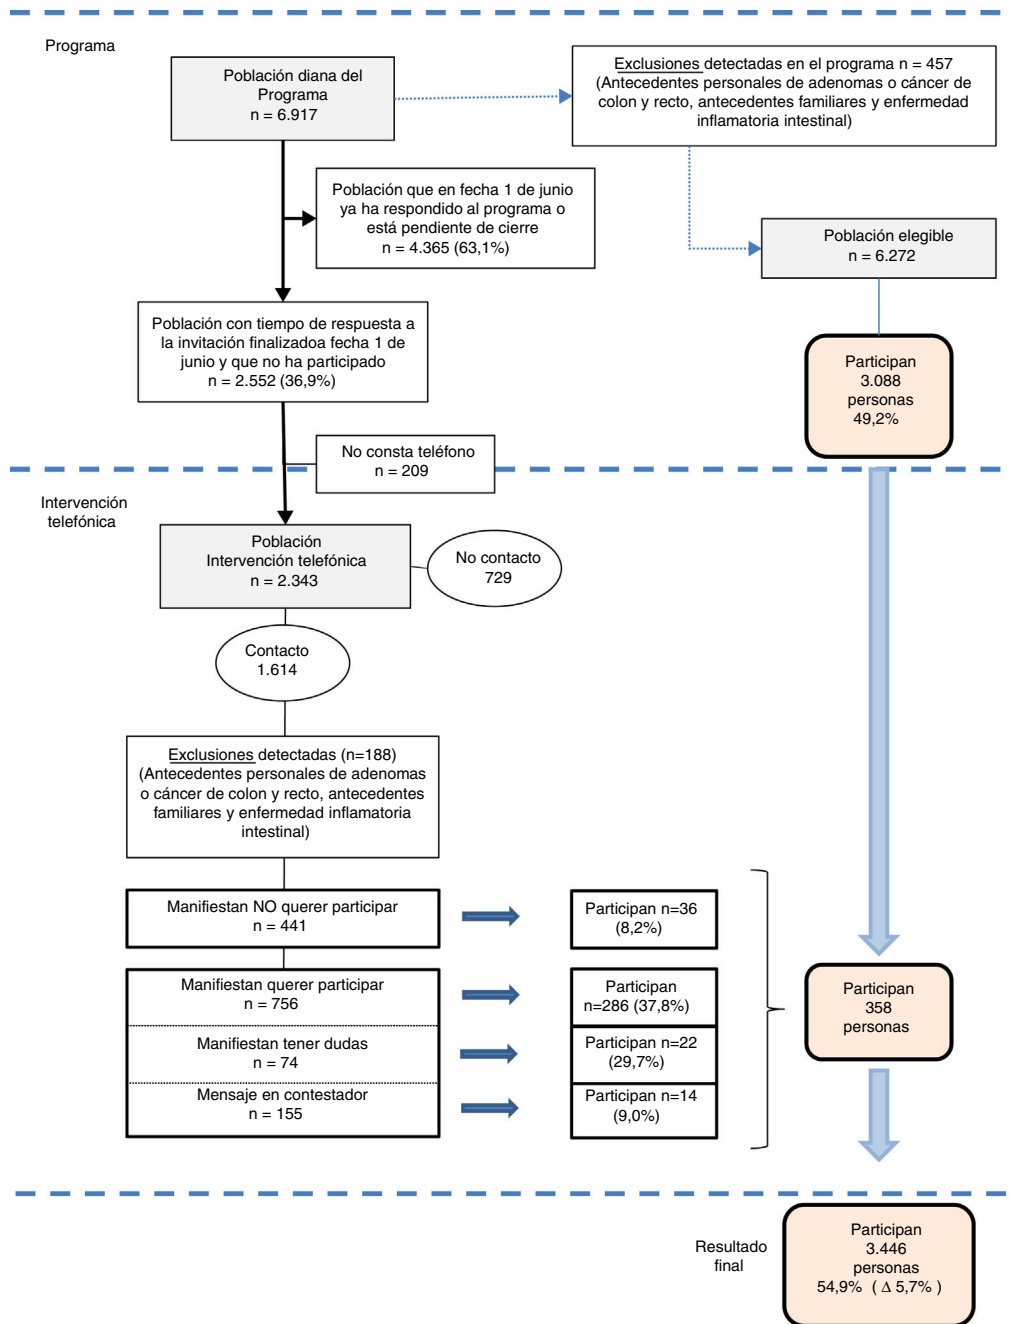 Programa
Población diana del
Programa
n = 6.917
Exclusiones detectadas en el programa n = 457
(Antecedentes personales de adenomas o cáncer de
colon y recto, antecedentes familiares y enfermedad
inflamatoria intestinal)
Población que en fecha 1 de junio
ya ha respondido al programa o
está pendiente de cierre
n = 4.365 (63,1%)
Población elegible
n = 6.272
Población con tiempo de respuesta a
la invitación finalizadoa fecha 1 de
junio y que no ha participado
n = 2.552 (36,9%)
Participan
3.088
personas
49,2%
No consta teléfono
n = 209
Intervención
telefónica
Población
Intervención telefónica
n = 2.343
No contacto
729
Contacto
1.614
Exclusiones detectadas (n=188)
(Antecedentes personales de adenomas
o cáncer de colon y recto, antecedentes
familiares y enfermedad inflamatoria
intestinal)
Manifiestan NO querer participar
n = 441
Participan n=36
(8,2%)
Manifiestan querer participar
n = 756
Participan
n=286 (37,8%)
Manifiestan tener dudas
n = 74
Participan n=22
(29,7%)
Mensaje en contestador
n = 155
Participan n=14
(9,0%)
Participan
358
personas
Resultado
final
Participan
3.446
personas
54,9% ( Δ 5,7% )